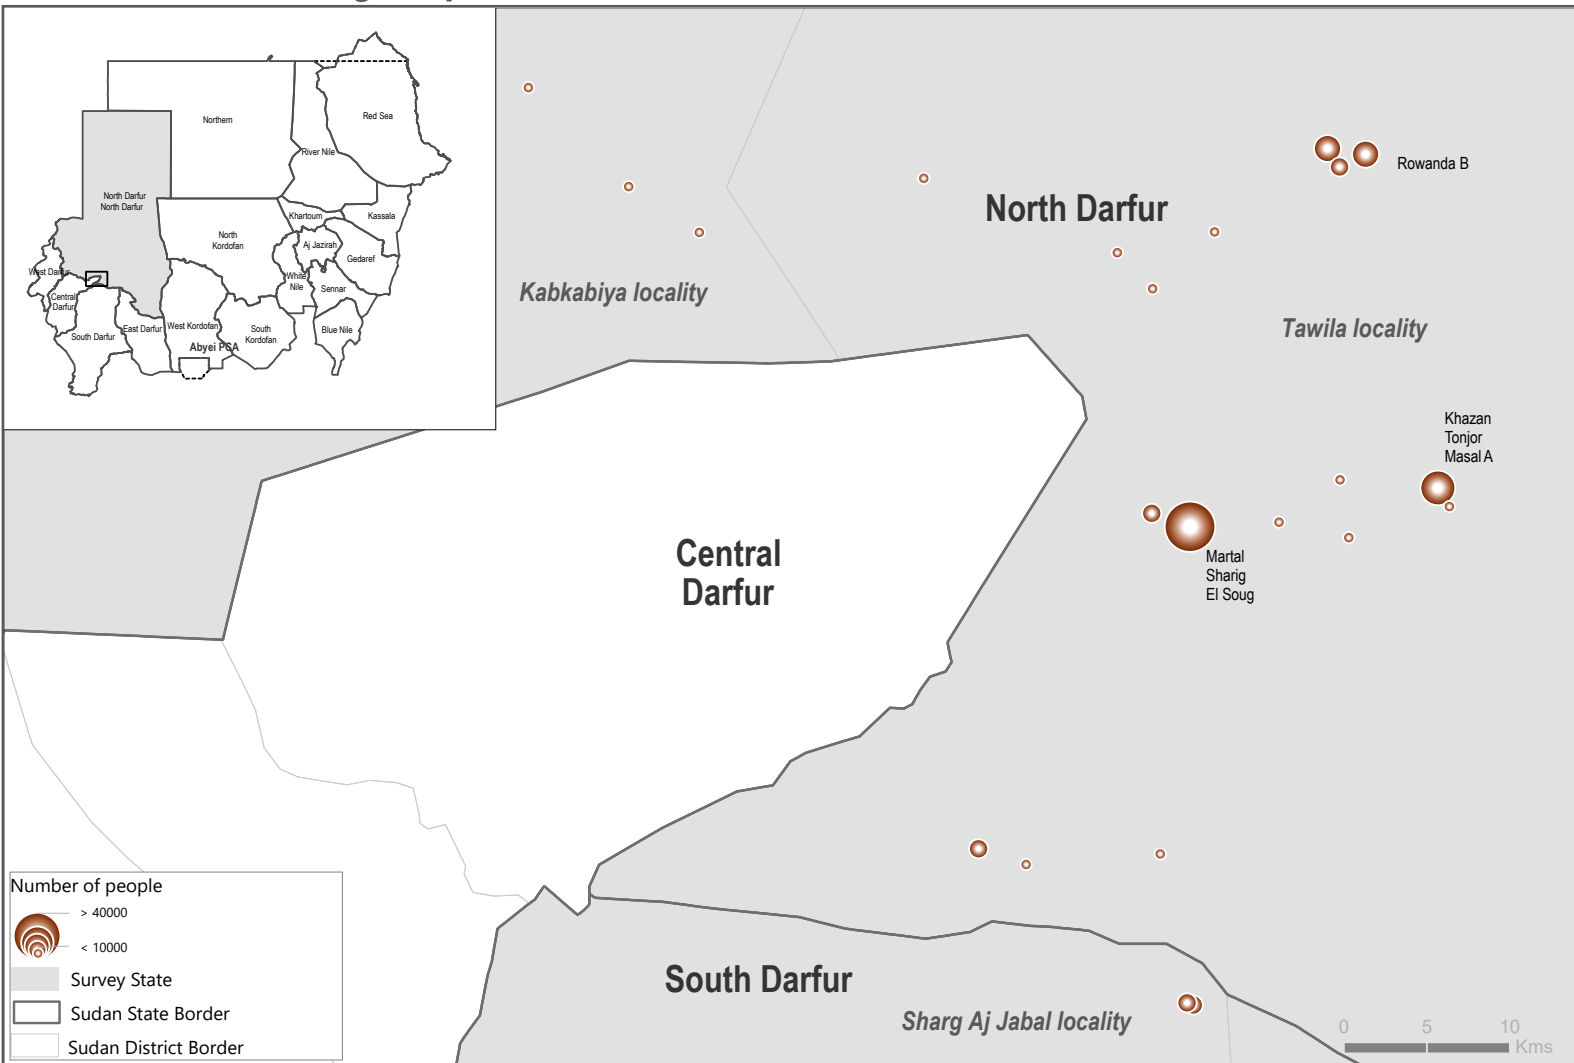 Northern
Red Sea
River Nile
North Darfur
North Darfur
Khartoum
Kassala
North
Kordofan
Aj Jazirah
Gedaref
West Darfur
White
Nile
Sennar
Central
Darfur
South Darfur
East Darfur
West Kordofan
South
Kordofan
Blue Nile
Abyei PCA
Rowanda B
North Darfur
Kabkabiya locality
Tawila locality
Khazan
Tonjor
Masal A
Central
Darfur
Martal
Sharig
El Soug
Number of people
> 40000
< 10000
Survey State
Sudan State Border
Sudan District Border
South Darfur
Sharg Aj Jabal locality
0 5 10
Kms